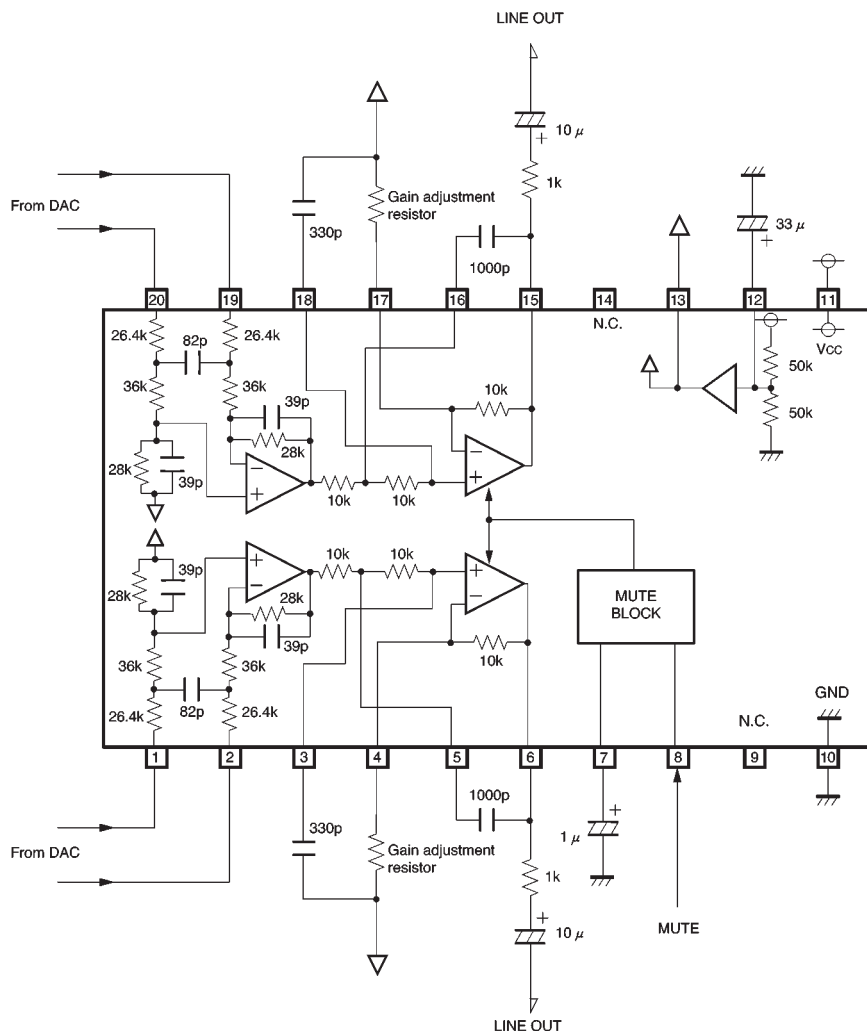 LINE OUT
10 μ
+
1k
Gain adjustment
resistor
From DAC
330p
1000p
33 μ
+
20
19
18
17
16
15
14
13
12
11
N.C.
VCC
26.4k
82p
26.4k
36k
36k
39p
28k
28k
39p
10k
10k
10k
50k
50k
−
+
−
+
39p
28k
+
−
28k
39p
10k
10k
+
−
10k
MUTE
BLOCK
36k
36k
26.4k
82p
26.4k
GND
N.C.
1
2
3
4
5
6
7
8
9
10
1000p
330p
Gain adjustment
resistor
From DAC
1 μ
+
1k
+
10 μ
MUTE
LINE OUT